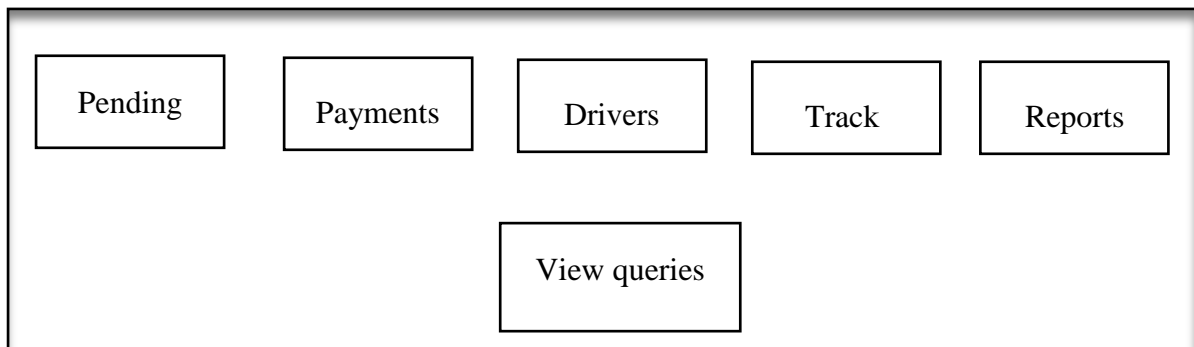 Pending
Payments
Drivers
Track
Reports
View queries